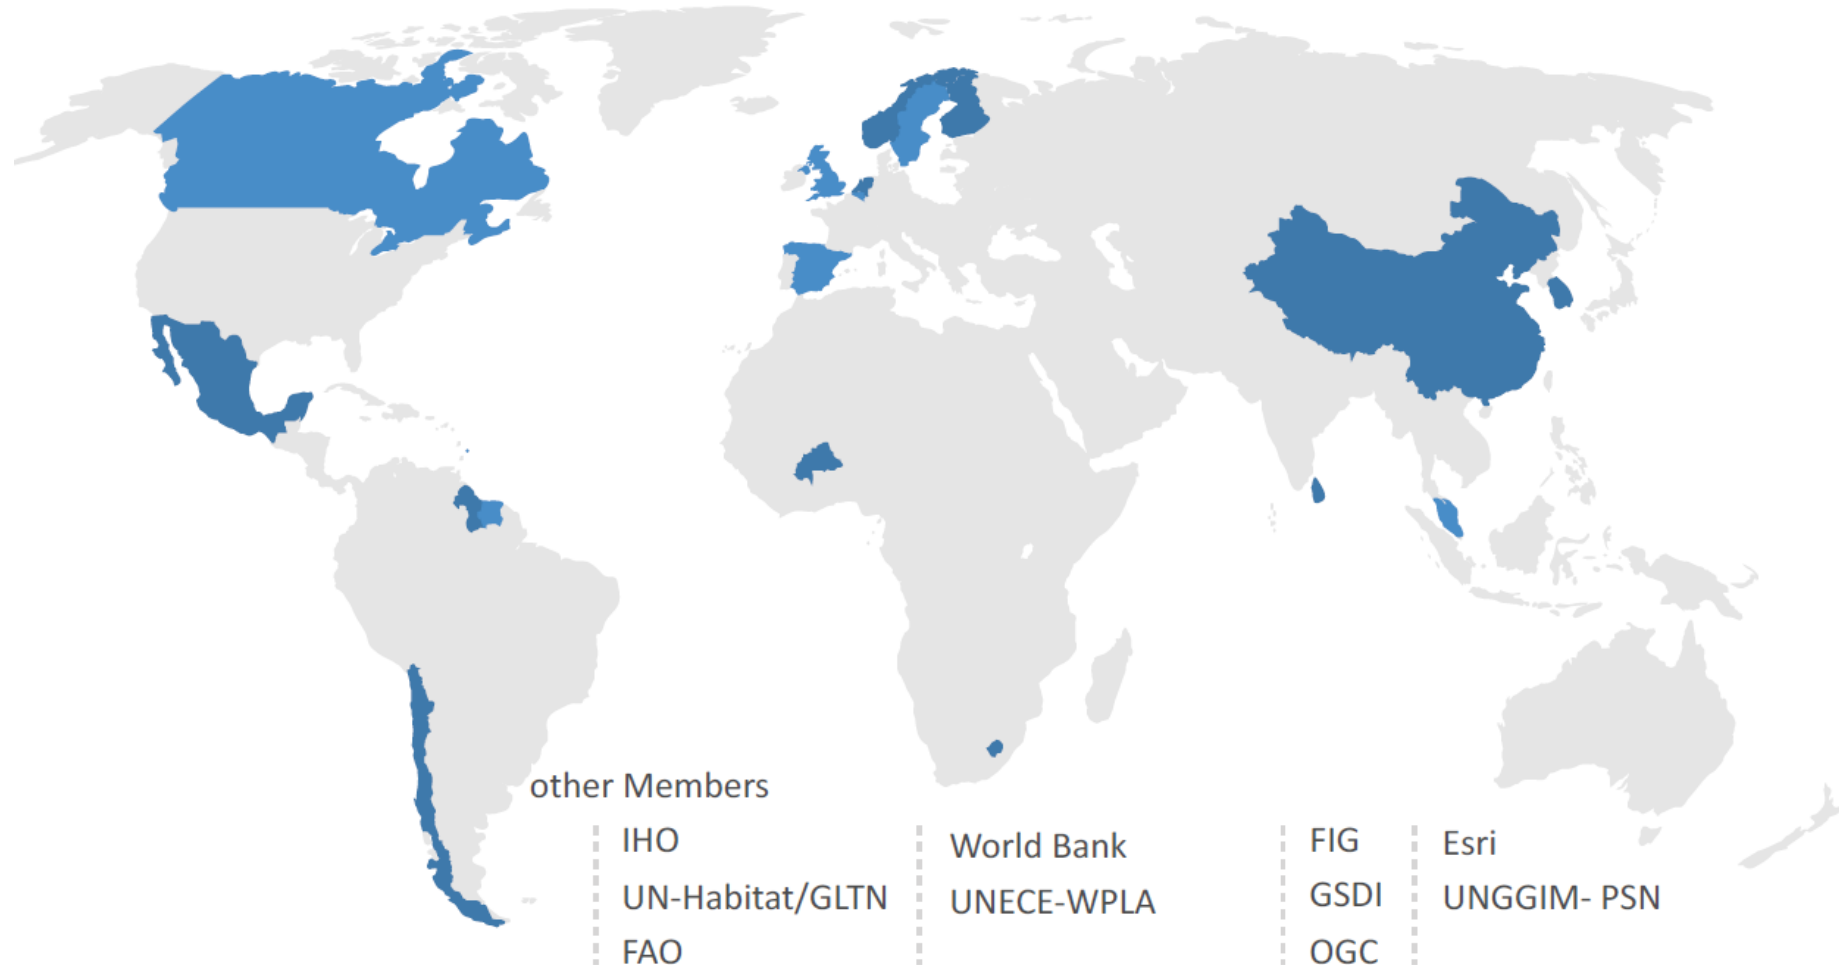 other Members
IHO
UN-Habitat/GLTN
FAO
World Bank
UNECE-WPLA
FIG
GSDI
OGC
Esri
UNGGIM- PSN